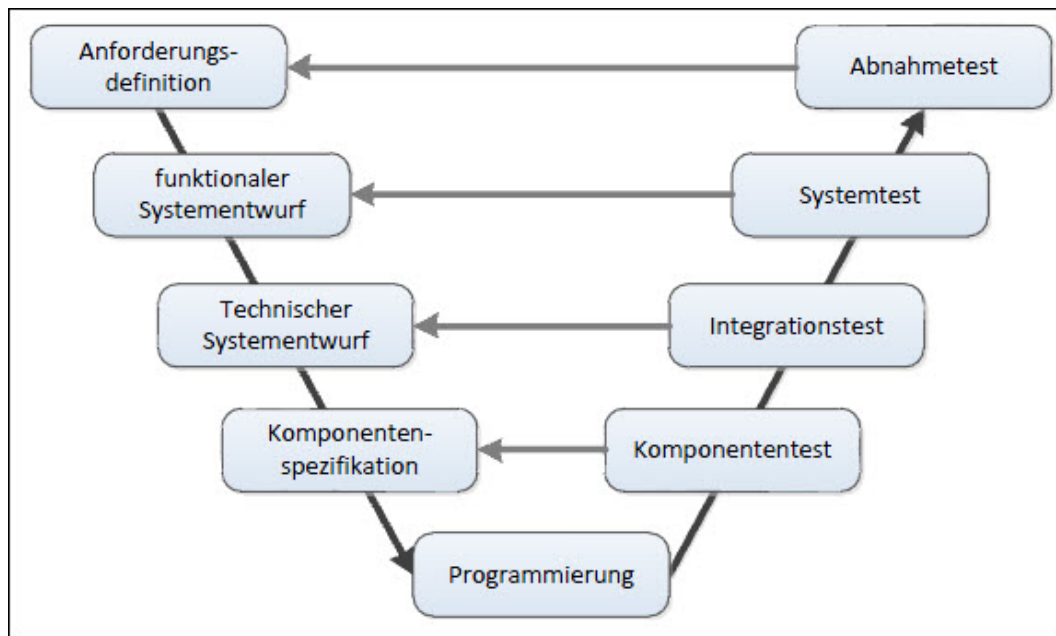 Anforderungs-
definition
Abnahmetest
funktionaler
Systementwurf
Systemtest
Technischer
Systementwurf
Integrationstest
Komponenten-
spezifikation
Komponententest
Programmierung